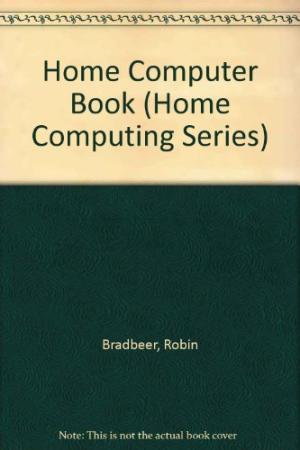 Home Computer
Book (Home
Computing Series)
Bradbeer, Robin
Note: This is not the actual book cover